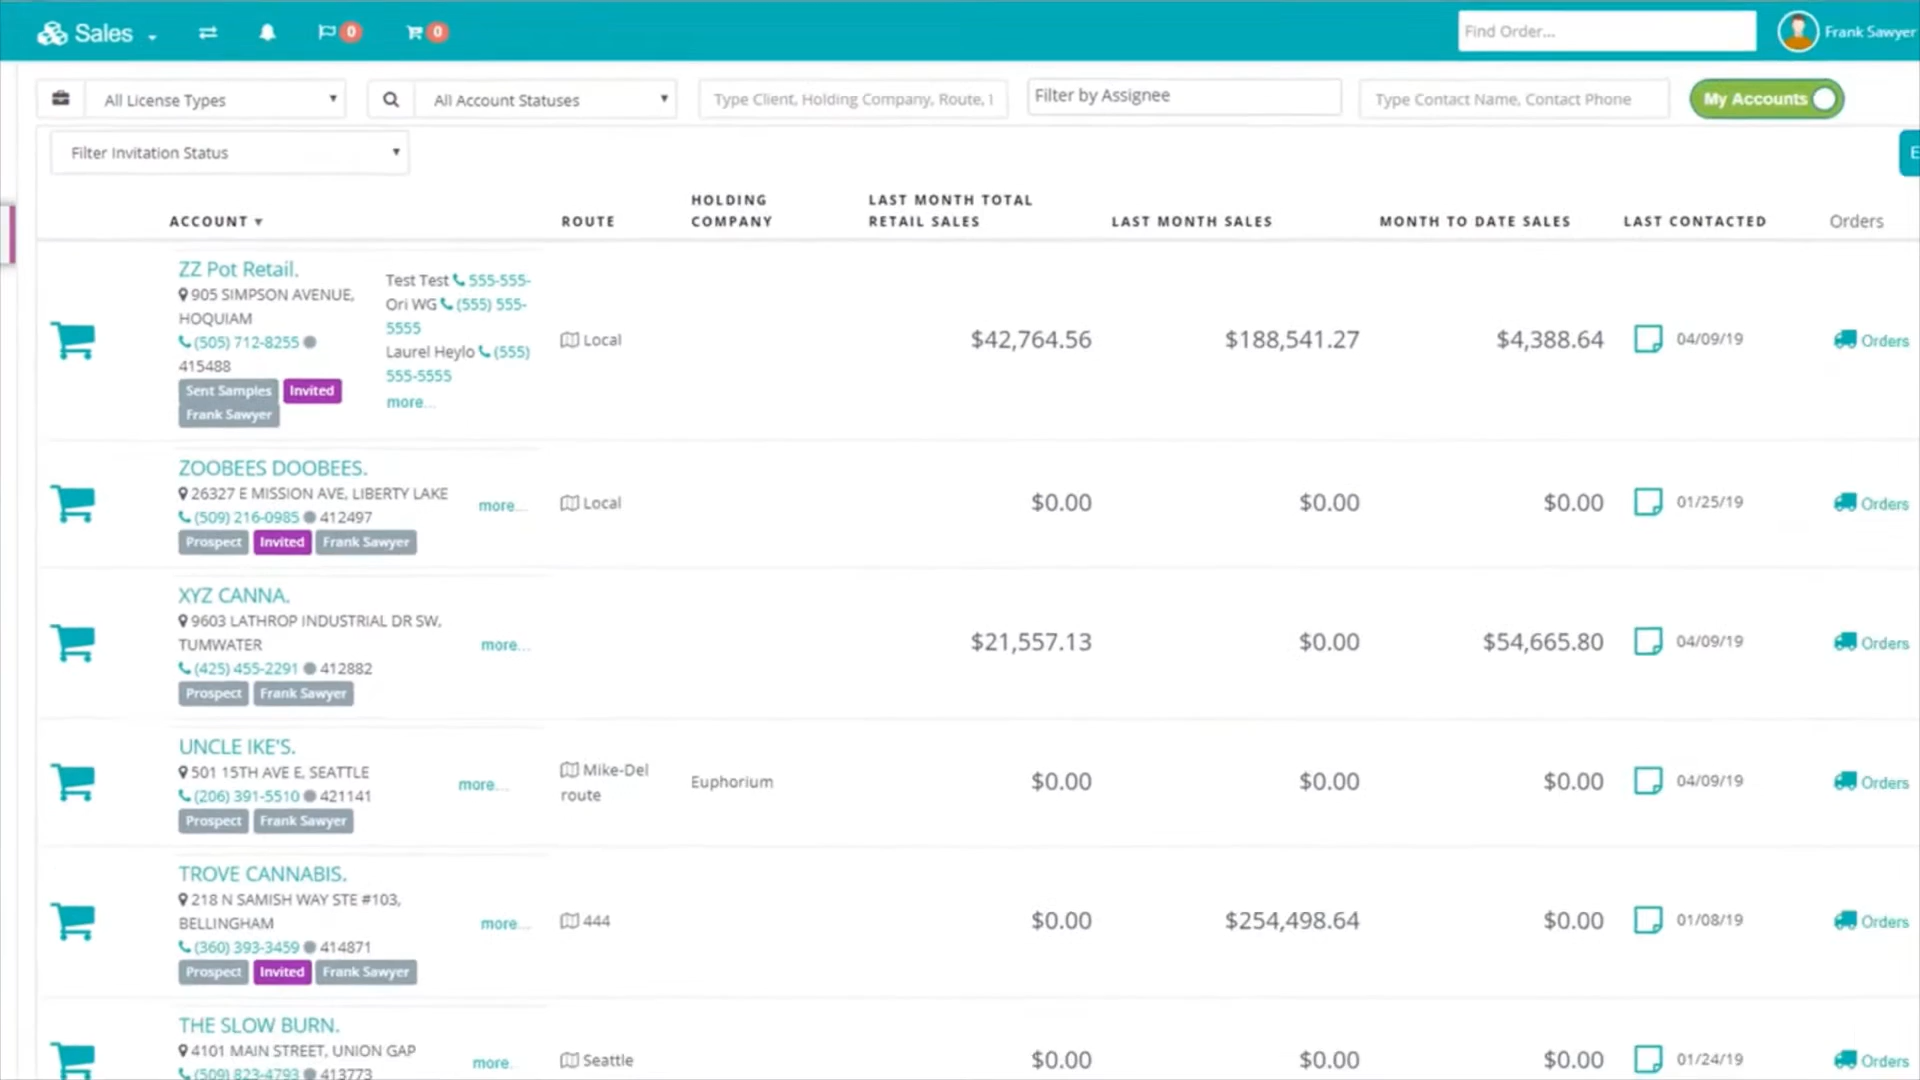 Sales
0
0
Find Order...
Frank Sawyer
All License Types
All Account Statuses
Type Client, Holding Company, Route,
Filter by Assignee
Type Contact Name, Contact Phone
My Accounts
Filter Invitation Status
E
ACCOUNT
ROUTE
HOLDING
COMPANY
LAST MONTH TOTAL
RETAIL SALES
LAST MONTH SALES
MONTH TO DATE SALES
LAST CONTACTED
Orders
ZZ Pot Retail.
905 SIMPSON AVENUE,
HOQUIAM
(505) 712-8255
415488
Sent Samples Invited
Frank Sawyer
Test Test 555-555-
Ori WG (555) 555-
5555
Laurel Heylo (555)
555-5555
more...
Local
$42,764.56
$188,541.27
$4,388.64
04/09/19
Orders
ZOOBEES DOOBEES.
26327 E MISSION AVE, LIBERTY LAKE
(509) 216-0985 412497
Prospect Invited Frank Sawyer
more...
Local
$0.00
$0.00
$0.00
01/25/19
Orders
XYZ CANNA.
9603 LATHROP INDUSTRIAL DR SW,
TUMWATER
(425) 455-2291 412882
Prospect Frank Sawyer
more...
$21,557.13
$0.00
$54,665.80
04/09/19
Orders
UNCLE IKE'S.
501 15TH AVE E, SEATTLE
(206) 391-5510 421141
Prospect Frank Sawyer
more...
Mike-Del
route
Euphorium
$0.00
$0.00
$0.00
04/09/19
Orders
TROVE CANNABIS.
218 N SAMISH WAY STE #103,
BELLINGHAM
(360) 393-3459 414871
Prospect Invited Frank Sawyer
more...
444
$0.00
$254,498.64
$0.00
01/08/19
Orders
THE SLOW BURN.
4101 MAIN STREET, UNION GAP
(509) 823-4793 413773
more...
Seattle
$0.00
$0.00
$0.00
01/24/19
Orders